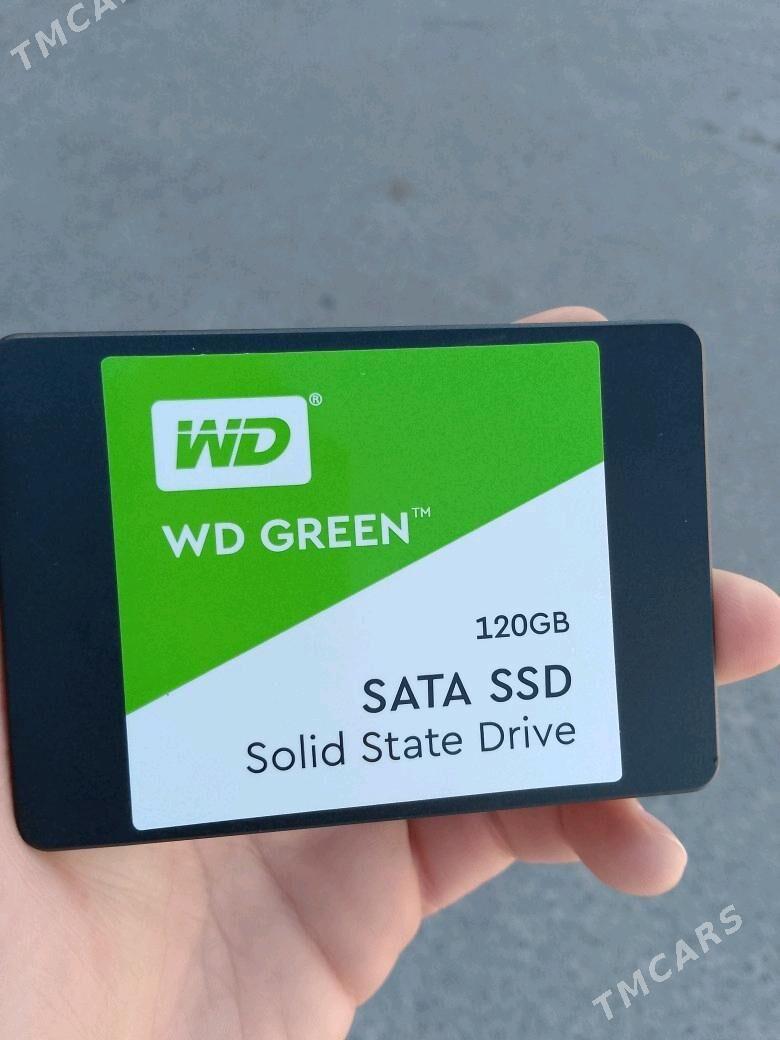 TMCARS
WD®
WD GREEN™
120GB
SATA SSD
Solid State Drive
TMCARS